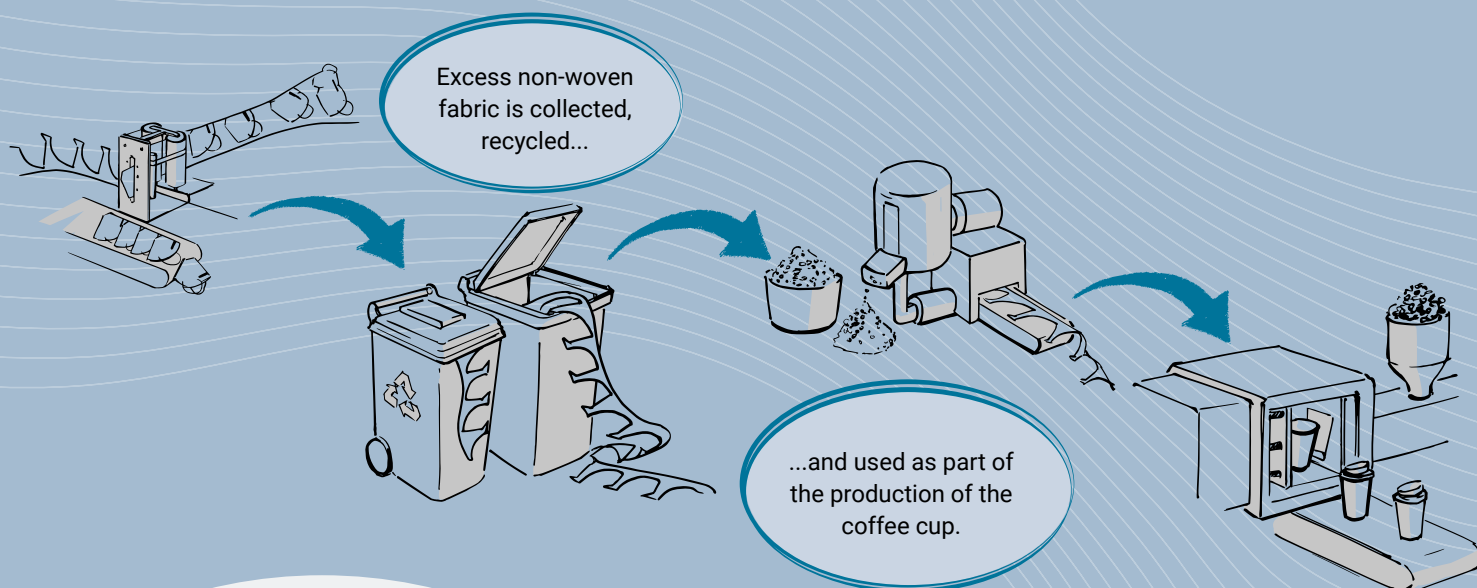 Excess non-woven
fabric is collected,
recycled...
...and used as part of
the production of the
coffee cup.